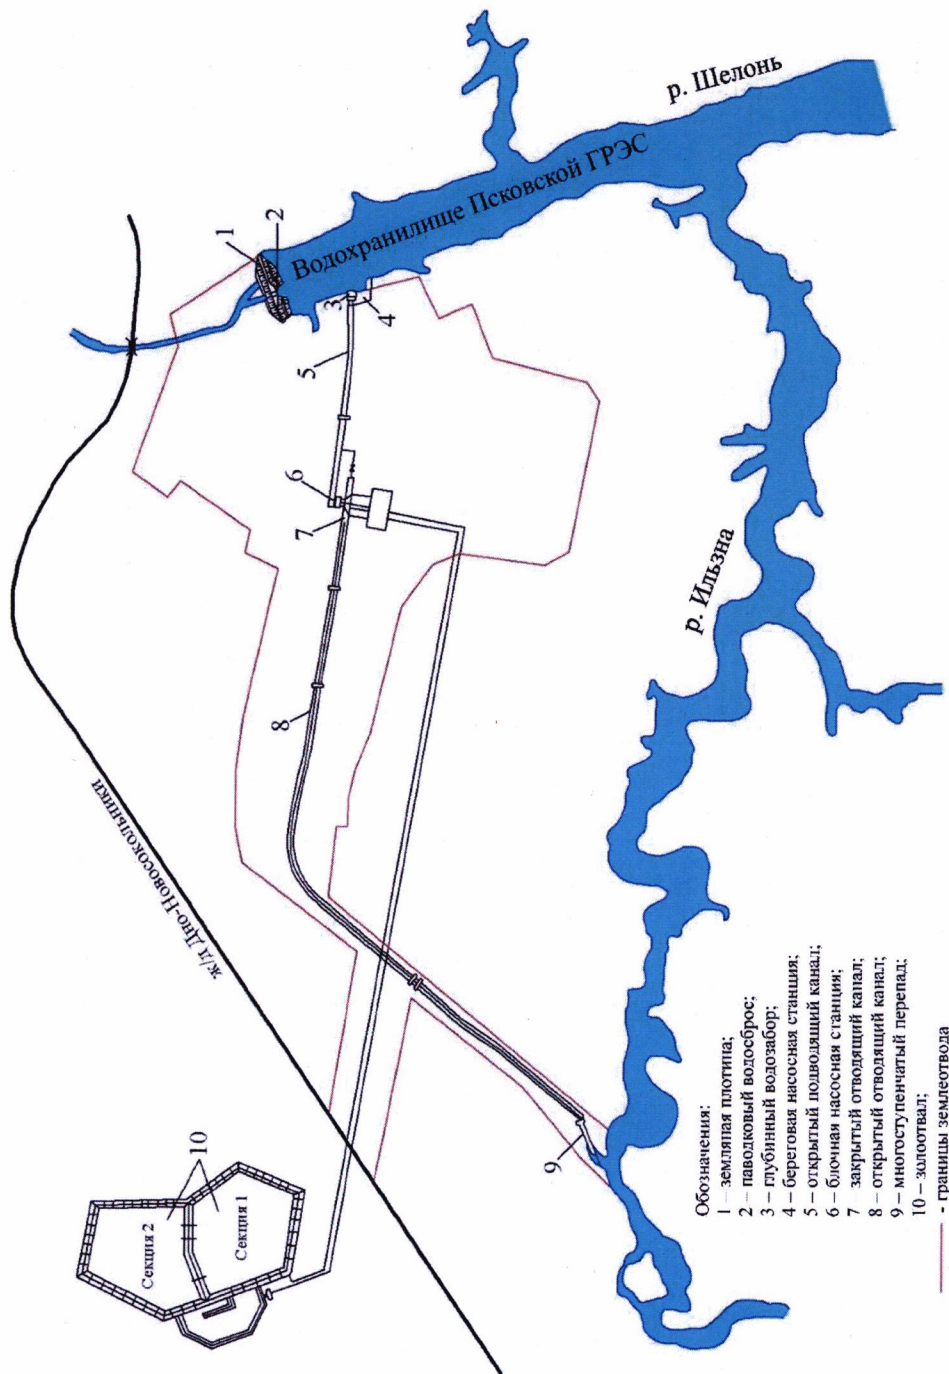 р. Шелонь
Водохранилище Псковской ГРЭС
1
2
3
4
5
6
7
8
р. Ильзна
ж/д Дно-Новосокольники
9
10
Секция 2
Секция 1
Обозначения:
1 – земляная плотина;
2 – паводковый водосброс;
3 – глубинный водозабор;
4 – береговая насосная станция;
5 – открытый подводящий канал;
6 – блочная насосная станция;
7 – закрытый отводящий канал;
8 – открытый отводящий канал;
9 – многоступенчатый перепад;
10 – золоотвал;
- границы землеотвода